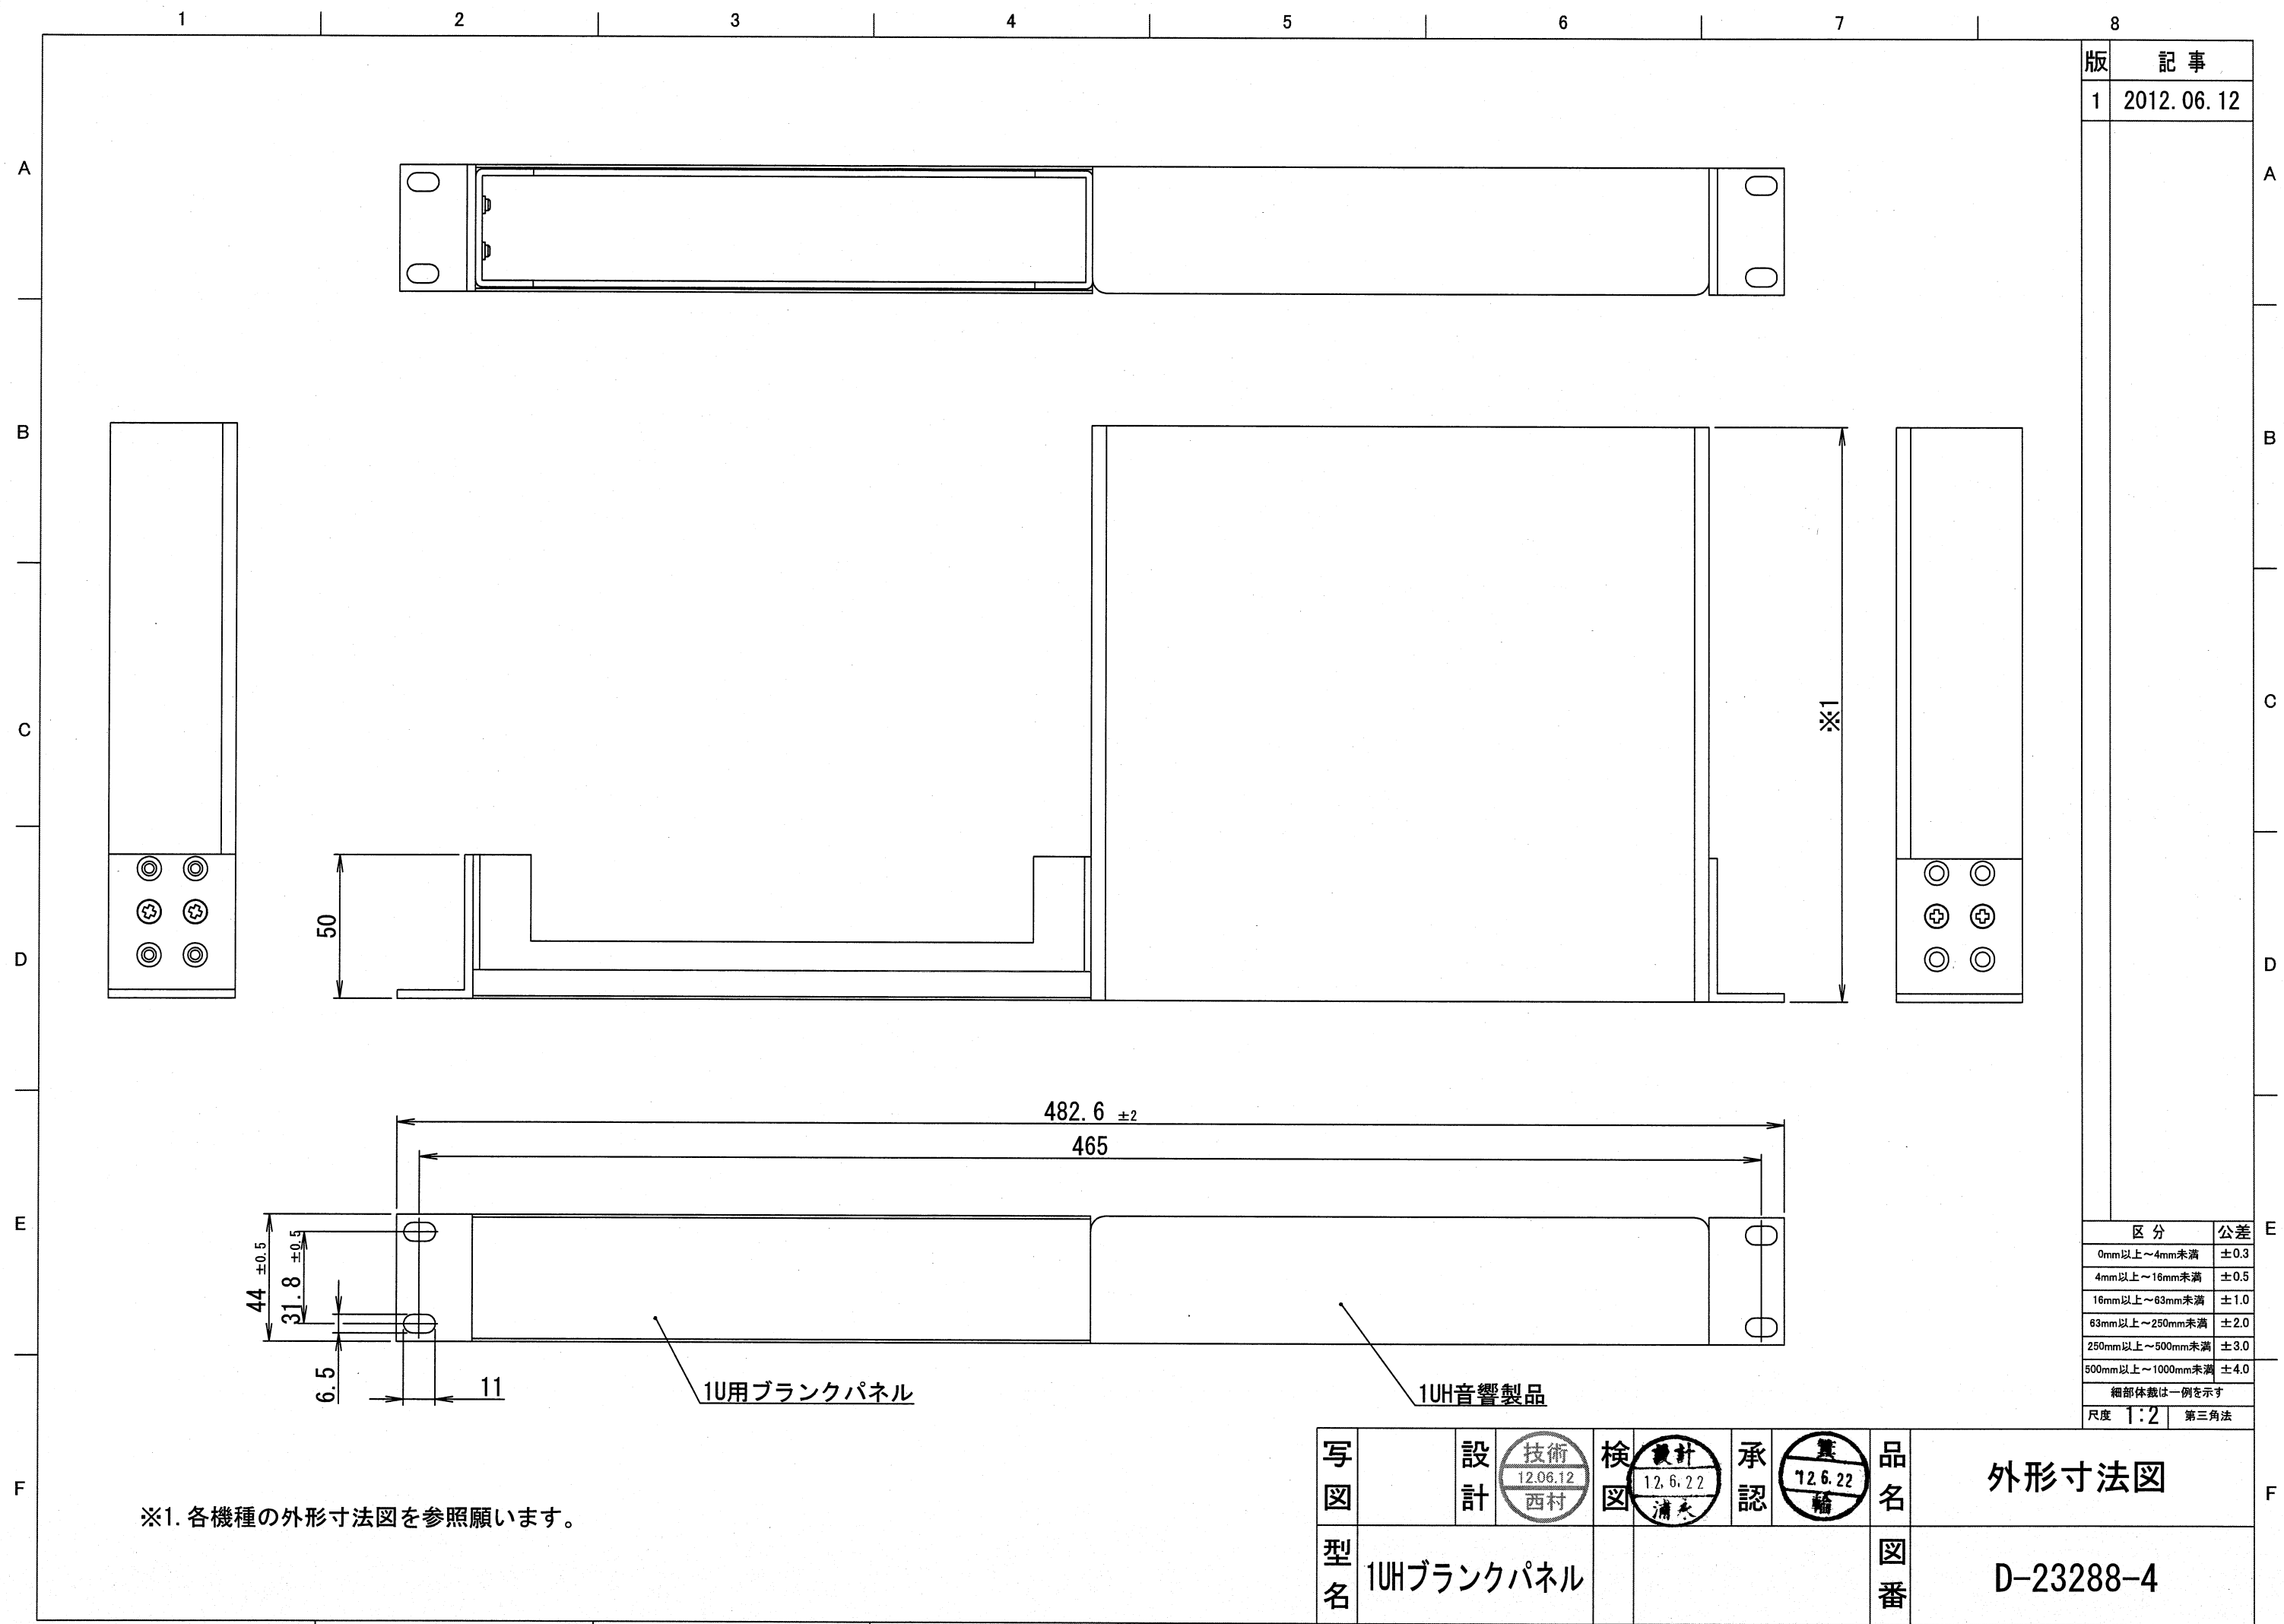 1 2 3 4 5 6 7 8
版 記事
1 2012.06.12
A A
B B
C C
※1
50
D D
482.6 ±2
465
E E
44 ±0.5
31.8 ±0.5
6.5
11
1U用ブランクパネル
1UH音響製品
区分 公差
0mm以上～4mm未満 ±0.3
4mm以上～16mm未満 ±0.5
16mm以上～63mm未満 ±1.0
63mm以上～250mm未満 ±2.0
250mm以上～500mm未満 ±3.0
500mm以上～1000mm未満 ±4.0
細部体裁は一例を示す
尺度 1:2 第三角法
F F
※1. 各機種の外形寸法図を参照願います。
写図
設計
技術
12.06.12
西村
検図
設計
12.6.22
承認
箕
'12.6.22
輪
品名
外形寸法図
型名
1UHブランクパネル
図番
D-23288-4